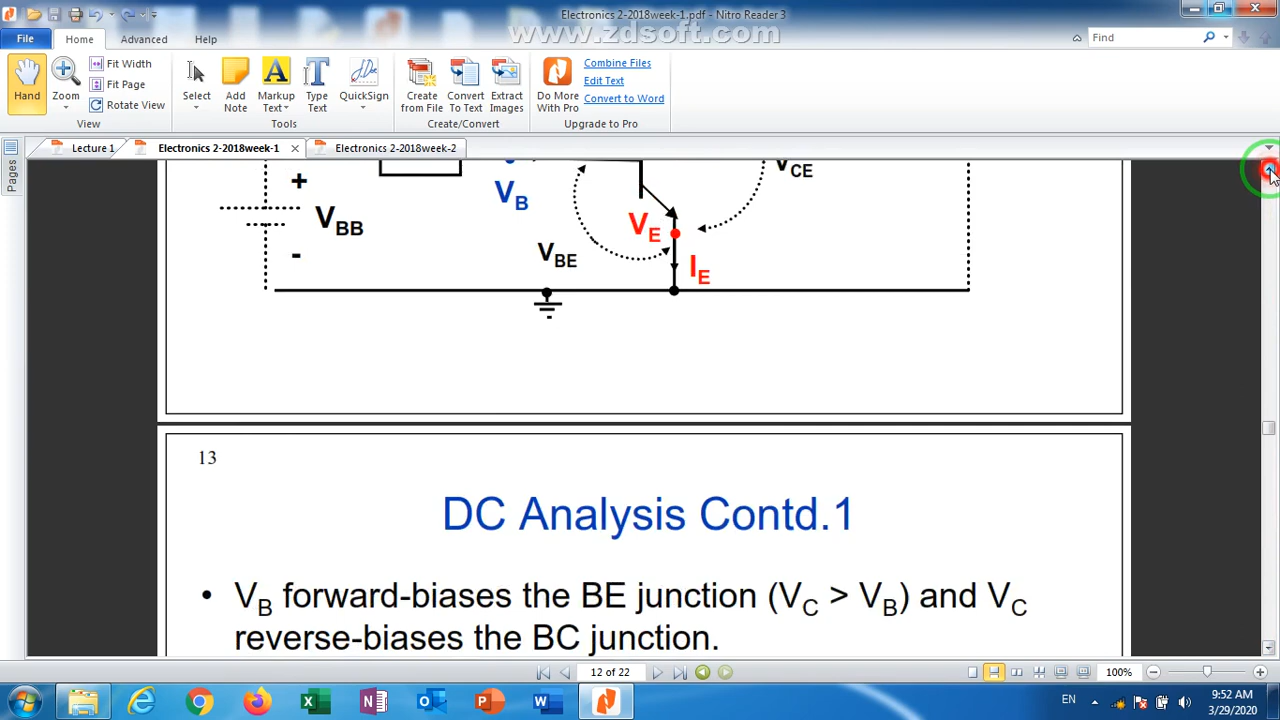 Electronics 2-2018week-1.pdf - Nitro Reader 3
www.zdsoft.com
File Home Advanced Help
Find
Hand
Zoom
Fit Width
Fit Page
Rotate View
View
Select
Add Note
Markup Text
Type Text
QuickSign
Tools
Create from File
Convert To Text
Extract Images
Create/Convert
Do More With Pro
Combine Files
Edit Text
Convert to Word
Upgrade to Pro
Lecture 1 Electronics 2-2018week-1 Electronics 2-2018week-2
Pages
VCE
+
VB
VBB
VE
-
VBE
IE
13
DC Analysis Contd.1
• VB forward-biases the BE junction (VC > VB) and VC
reverse-biases the BC junction.
12 of 22
100%
EN
9:52 AM
3/29/2020